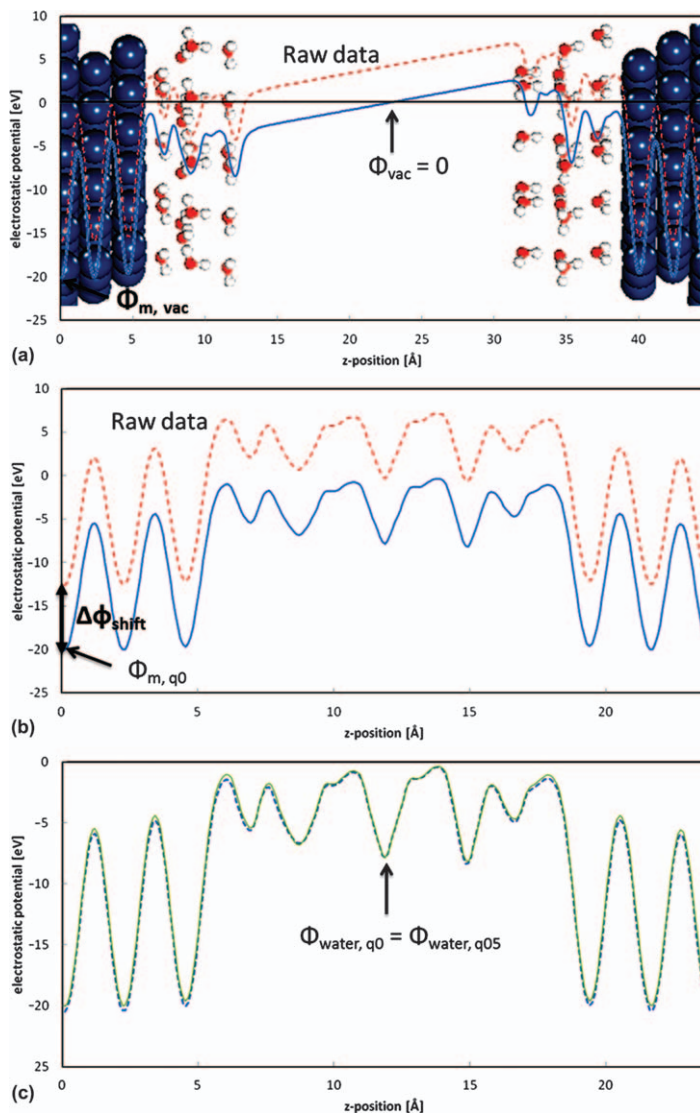 10
5
0
−5
−10
−15
−20
−25
electrostatic potential [eV]
Raw data
Φvac = 0
Φm, vac
0 5 10 15 20 25 30 35 40
z-position [Å]
(a)
10
5
0
−5
−10
−15
−20
−25
electrostatic potential [eV]
Raw data
Δϕshift
Φm, q0
0 5 10 15 20
z-position [Å]
(b)
0
−5
−10
−15
−20
25
electrostatic potential [eV]
Φwater, q0 = Φwater, q05
0 5 10 15 20
z-position [Å]
(c)